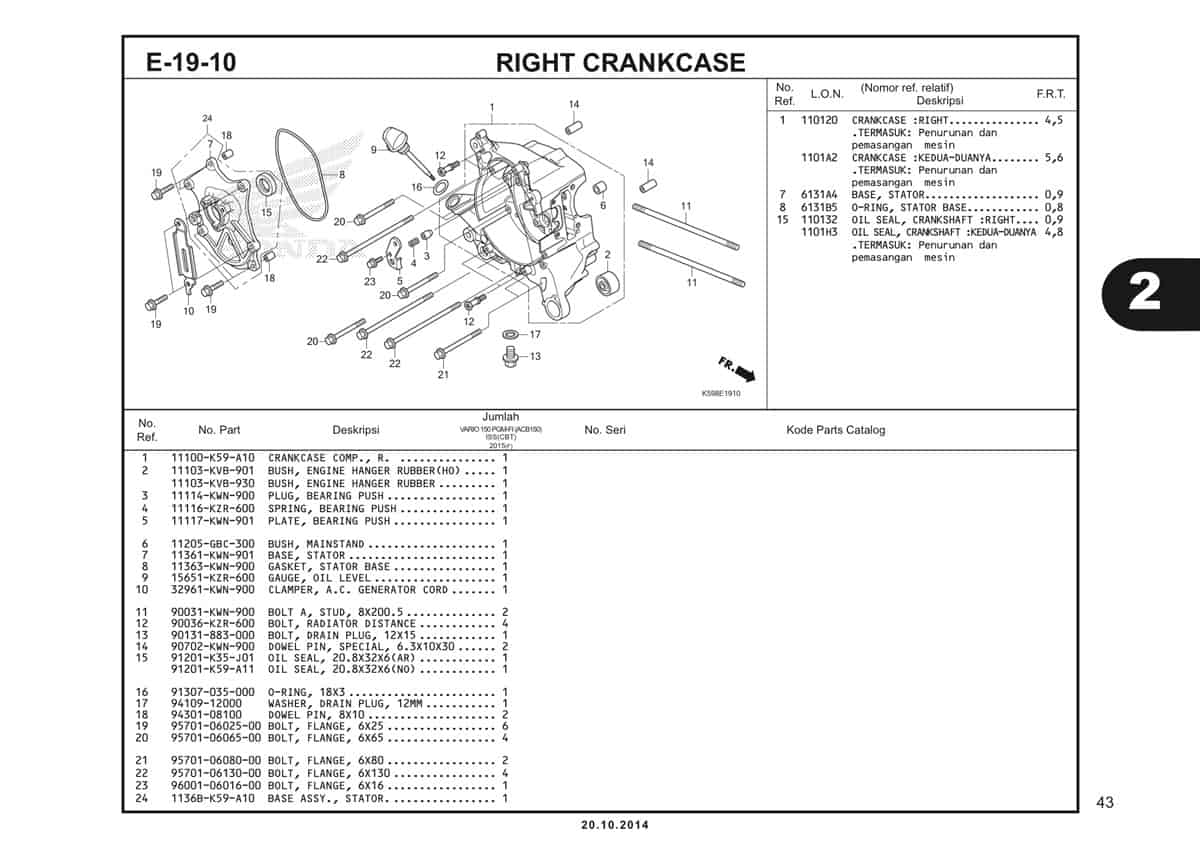 E-19-10
RIGHT CRANKCASE
24
7
18
19
15
8
9
12
16
1
14
14
6
11
20
22
23
5
4
3
20
2
11
18
10
19
19
12
20
22
22
21
17
13
HONDA
FR.
K59BE1910
No. Ref.
L.O.N.
(Nomor ref. relatif)
Deskripsi
F.R.T.
1 110120 CRANKCASE :RIGHT............... 4,5
.TERMASUK: Penurunan dan
pemasangan mesin
1101A2 CRANKCASE :KEDUA-DUANYA........ 5,6
.TERMASUK: Penurunan dan
pemasangan mesin
7 6131A4 BASE, STATOR................... 0,9
8 6131B5 O-RING, STATOR BASE............ 0,8
15 110132 OIL SEAL, CRANKSHAFT :RIGHT.... 0,9
1101H3 OIL SEAL, CRANKSHAFT :KEDUA-DUANYA 4,8
.TERMASUK: Penurunan dan
pemasangan mesin
2
No. Ref.
No. Part
Deskripsi
Jumlah
VARIO 150 PGM-FI (ACB150)
ISS(CBT)
2015(F)
No. Seri
Kode Parts Catalog
1 11100-K59-A10 CRANKCASE COMP., R. ............... 1
2 11103-KVB-901 BUSH, ENGINE HANGER RUBBER(HO) ..... 1
11103-KVB-930 BUSH, ENGINE HANGER RUBBER ......... 1
3 11114-KWN-900 PLUG, BEARING PUSH ................. 1
4 11116-KZR-600 SPRING, BEARING PUSH ............... 1
5 11117-KWN-901 PLATE, BEARING PUSH ................ 1
6 11205-GBC-300 BUSH, MAINSTAND .................... 1
7 11361-KWN-901 BASE, STATOR ....................... 1
8 11363-KWN-900 GASKET, STATOR BASE ................ 1
9 15651-KZR-600 GAUGE, OIL LEVEL ................... 1
10 32961-KWN-900 CLAMPER, A.C. GENERATOR CORD ....... 1
11 90031-KWN-900 BOLT A, STUD, 8X200.5 .............. 2
12 90036-KZR-600 BOLT, RADIATOR DISTANCE ............ 4
13 90131-883-000 BOLT, DRAIN PLUG, 12X15 ............ 1
14 90702-KWN-900 DOWEL PIN, SPECIAL, 6.3X10X30 ...... 2
15 91201-K35-J01 OIL SEAL, 20.8X32X6(AR) ............ 1
91201-K59-A11 OIL SEAL, 20.8X32X6(NO) ............ 1
16 91307-035-000 O-RING, 18X3 ....................... 1
17 94109-12000 WASHER, DRAIN PLUG, 12MM ........... 1
18 94301-08100 DOWEL PIN, 8X10 .................... 2
19 95701-06025-00 BOLT, FLANGE, 6X25 ................. 6
20 95701-06065-00 BOLT, FLANGE, 6X65 ................. 4
21 95701-06080-00 BOLT, FLANGE, 6X80 ................. 2
22 95701-06130-00 BOLT, FLANGE, 6X130 ................ 4
23 96001-06016-00 BOLT, FLANGE, 6X16 ................. 1
24 1136B-K59-A10 BASE ASSY., STATOR. ................ 1
43
20.10.2014